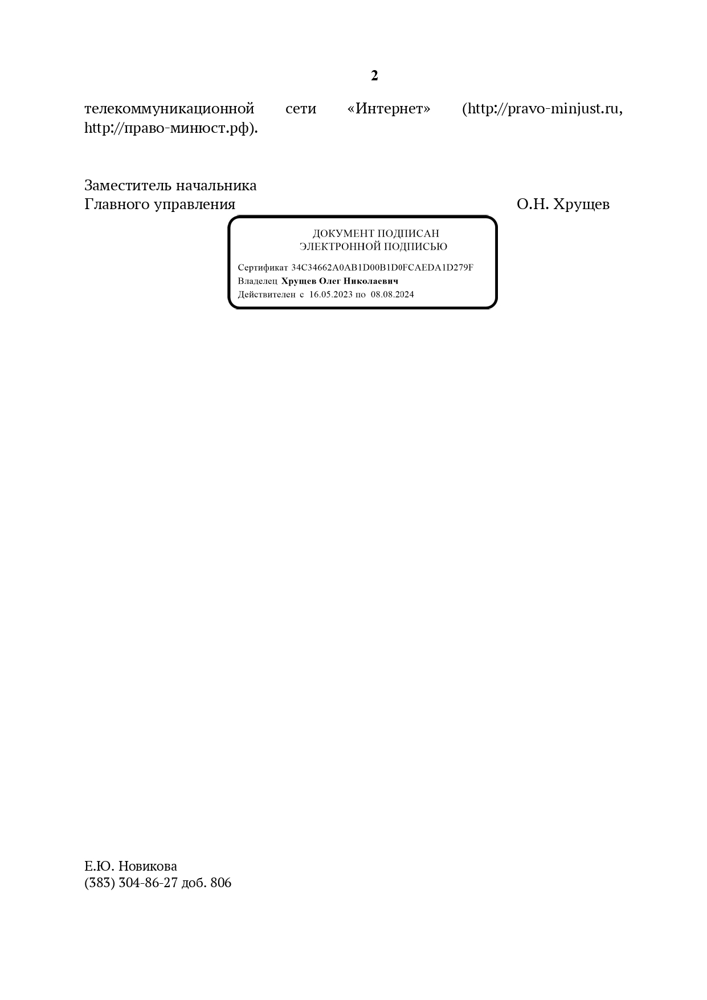 2
телекоммуникационной сети «Интернет» (http://pravo-minjust.ru,
http://право-минюст.рф).
Заместитель начальника
Главного управления О.Н. Хрущев
ДОКУМЕНТ ПОДПИСАН
ЭЛЕКТРОННОЙ ПОДПИСЬЮ
Сертификат 34C34662A0AB1D00B1D0FCAEDA1D279F
Владелец Хрущев Олег Николаевич
Действителен с 16.05.2023 по 08.08.2024
Е.Ю. Новикова
(383) 304-86-27 доб. 806